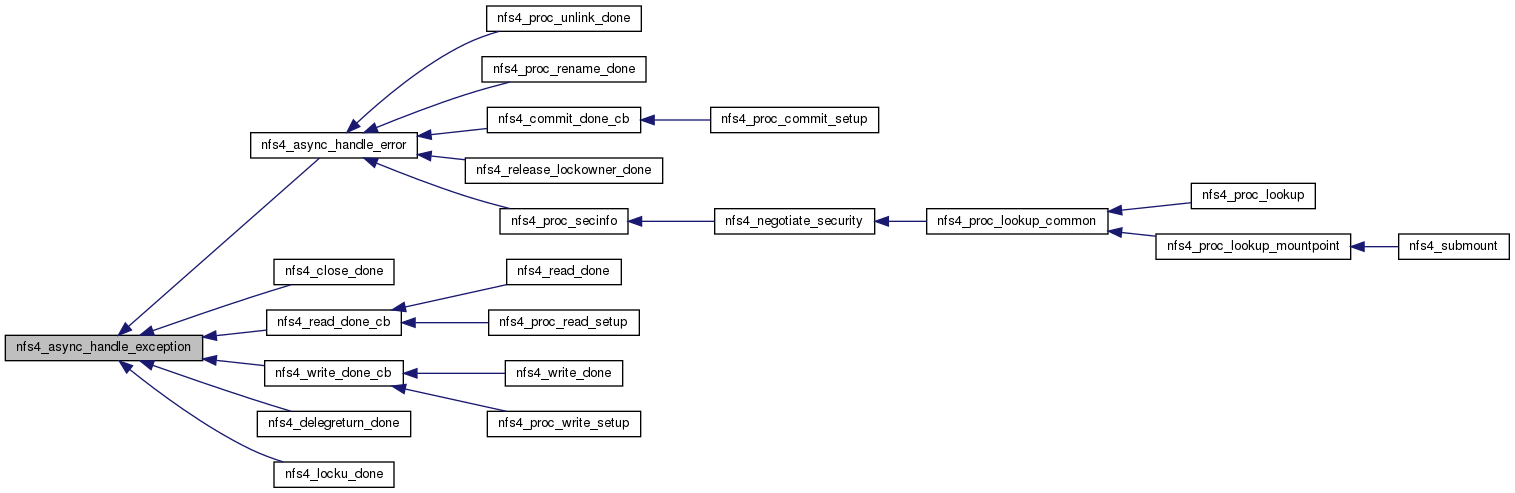 nfs4_proc_unlink_done
nfs4_proc_rename_done
nfs4_commit_done_cb
nfs4_proc_commit_setup
nfs4_async_handle_error
nfs4_release_lockowner_done
nfs4_proc_secinfo
nfs4_negotiate_security
nfs4_proc_lookup_common
nfs4_proc_lookup
nfs4_proc_lookup_mountpoint
nfs4_submount
nfs4_close_done
nfs4_read_done
nfs4_read_done_cb
nfs4_proc_read_setup
nfs4_async_handle_exception
nfs4_write_done_cb
nfs4_write_done
nfs4_delegreturn_done
nfs4_proc_write_setup
nfs4_locku_done